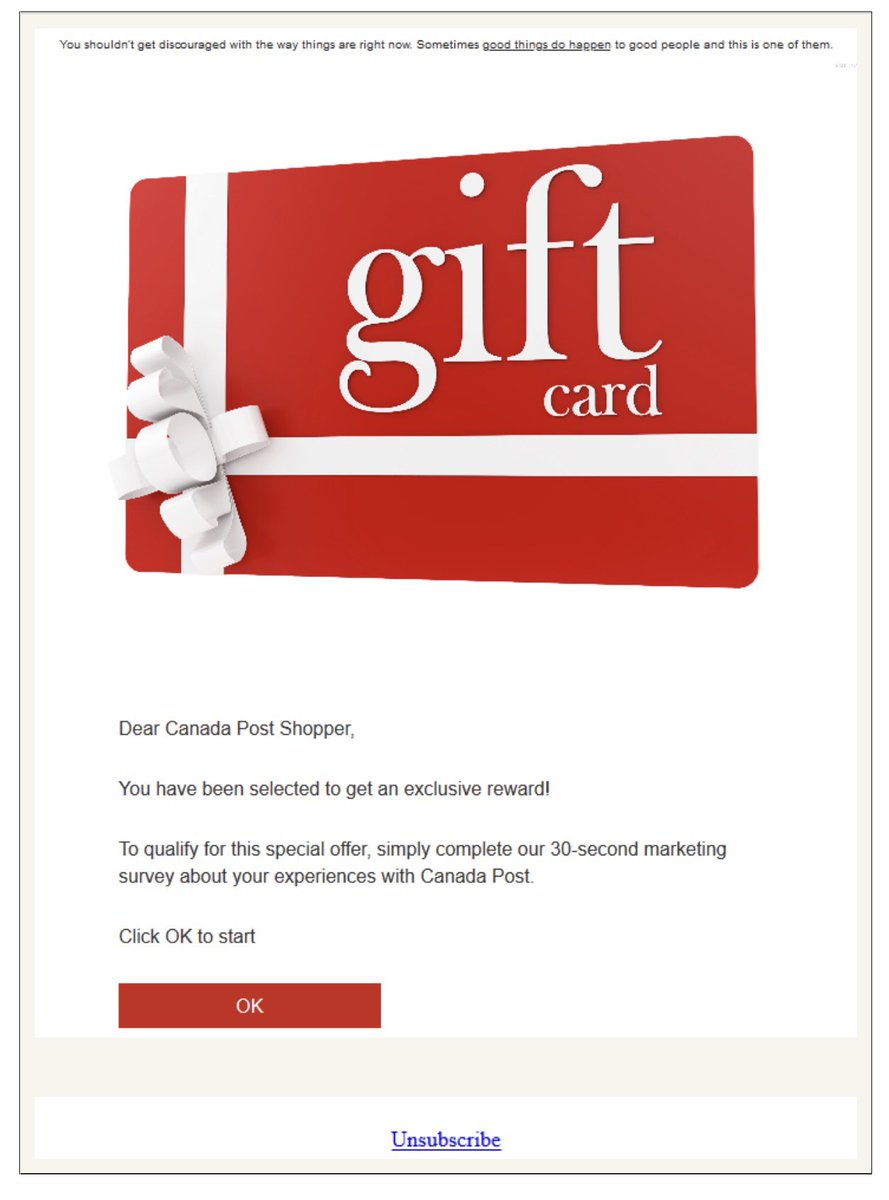 You shouldn't get discouraged with the way things are right now. Sometimes good things do happen to good people and this is one of them.
gift
card
Dear Canada Post Shopper,
You have been selected to get an exclusive reward!
To qualify for this special offer, simply complete our 30-second marketing
survey about your experiences with Canada Post.
Click OK to start
OK
Unsubscribe